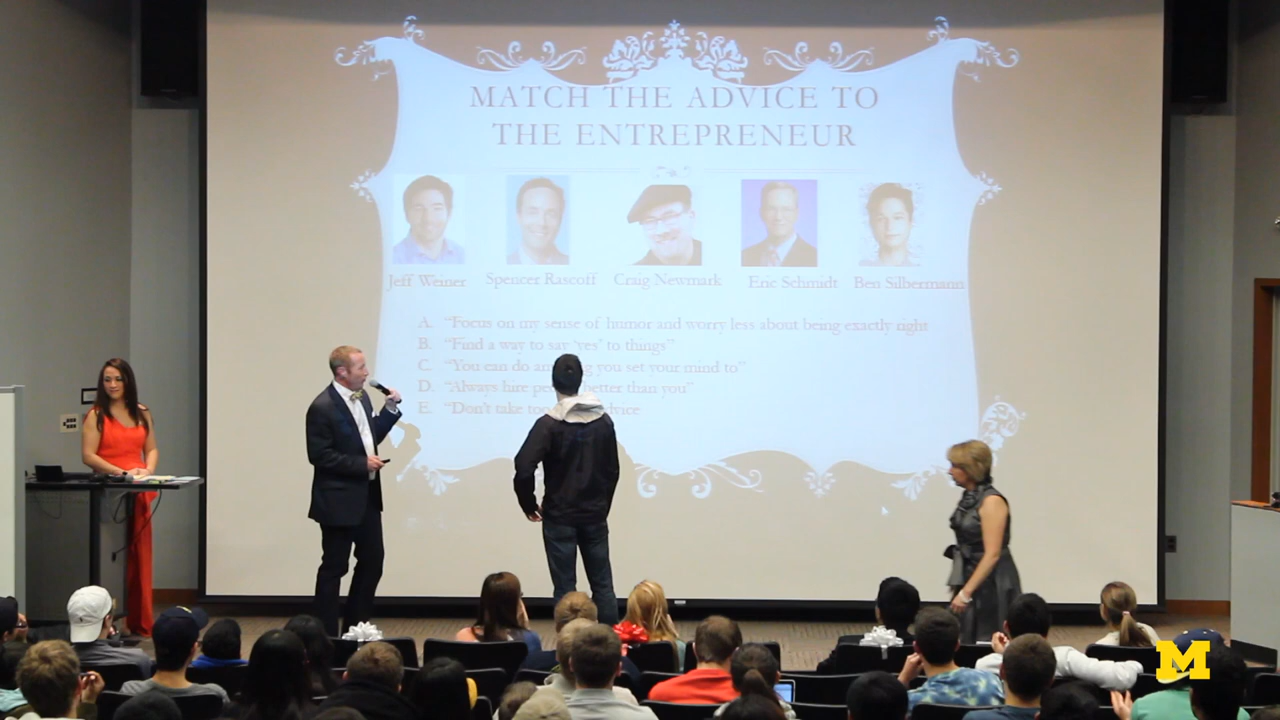 MATCH THE ADVICE TO
THE ENTREPRENEUR
Jeff Weiner Spencer Rascoff Craig Newmark Eric Schmidt Ben Silbermann
A. "Focus on my sense of humor and worry less about being exactly right
B. "Find a way to say 'yes' to things"
C. "You can do an you set your mind to"
D. "Always hire better than you"
E. "Don't take advice
M